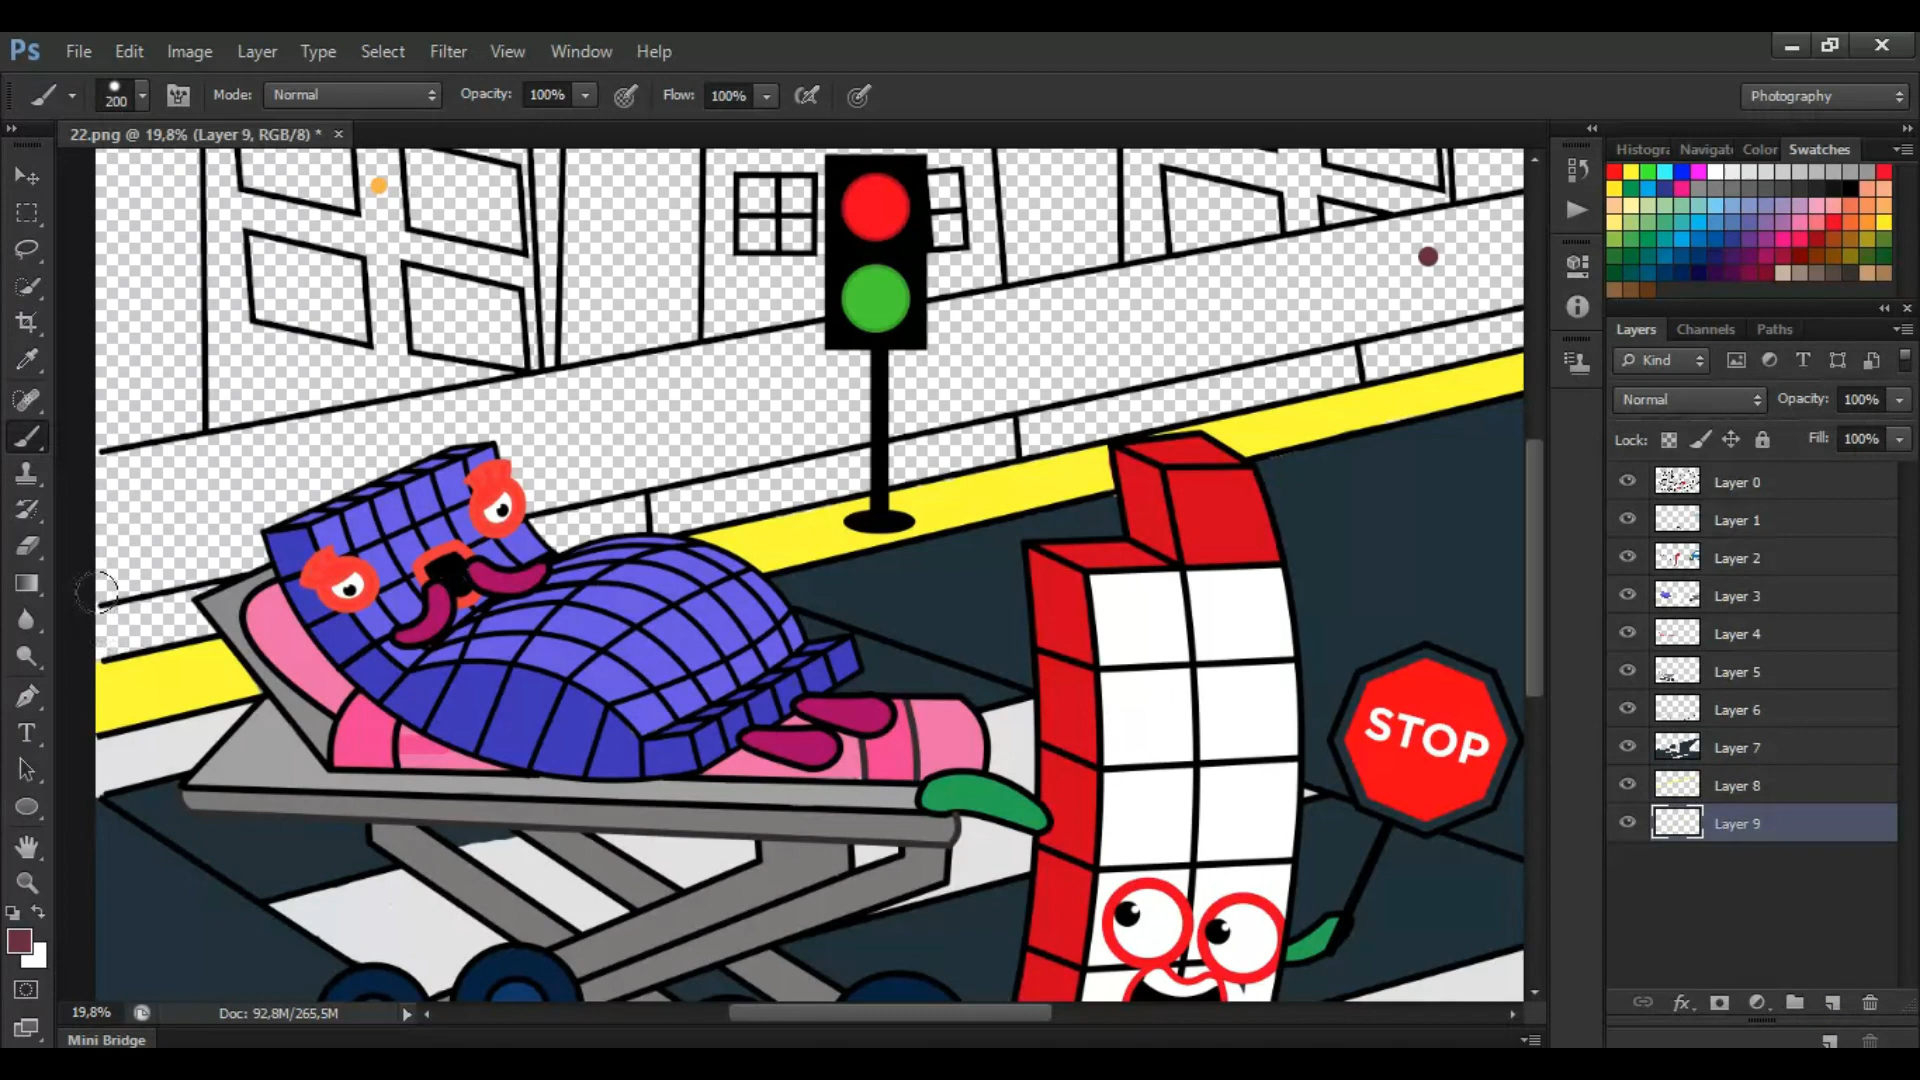 Ps File Edit Image Layer Type Select Filter View Window Help
200 Mode: Normal Opacity: 100% Flow: 100% Photography
22.png @ 19,8% (Layer 9, RGB/8) *
Histogra Navigat Color Swatches
Layers Channels Paths
Kind
Normal Opacity: 100%
Lock: Fill: 100%
Layer 0
Layer 1
Layer 2
Layer 3
Layer 4
Layer 5
Layer 6
Layer 7
Layer 8
Layer 9
STOP
19,8% Doc: 92,8M/265,5M
Mini Bridge